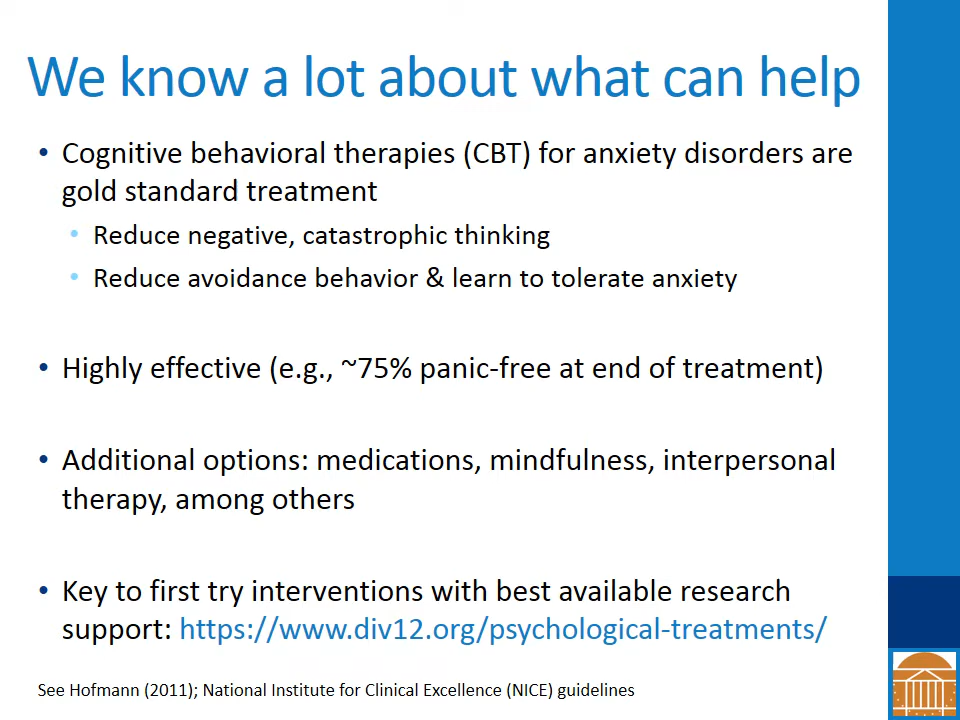 We know a lot about what can help
• Cognitive behavioral therapies (CBT) for anxiety disorders are
gold standard treatment
• Reduce negative, catastrophic thinking
• Reduce avoidance behavior & learn to tolerate anxiety
• Highly effective (e.g., ~75% panic-free at end of treatment)
• Additional options: medications, mindfulness, interpersonal
therapy, among others
• Key to first try interventions with best available research
support: https://www.div12.org/psychological-treatments/
See Hofmann (2011); National Institute for Clinical Excellence (NICE) guidelines